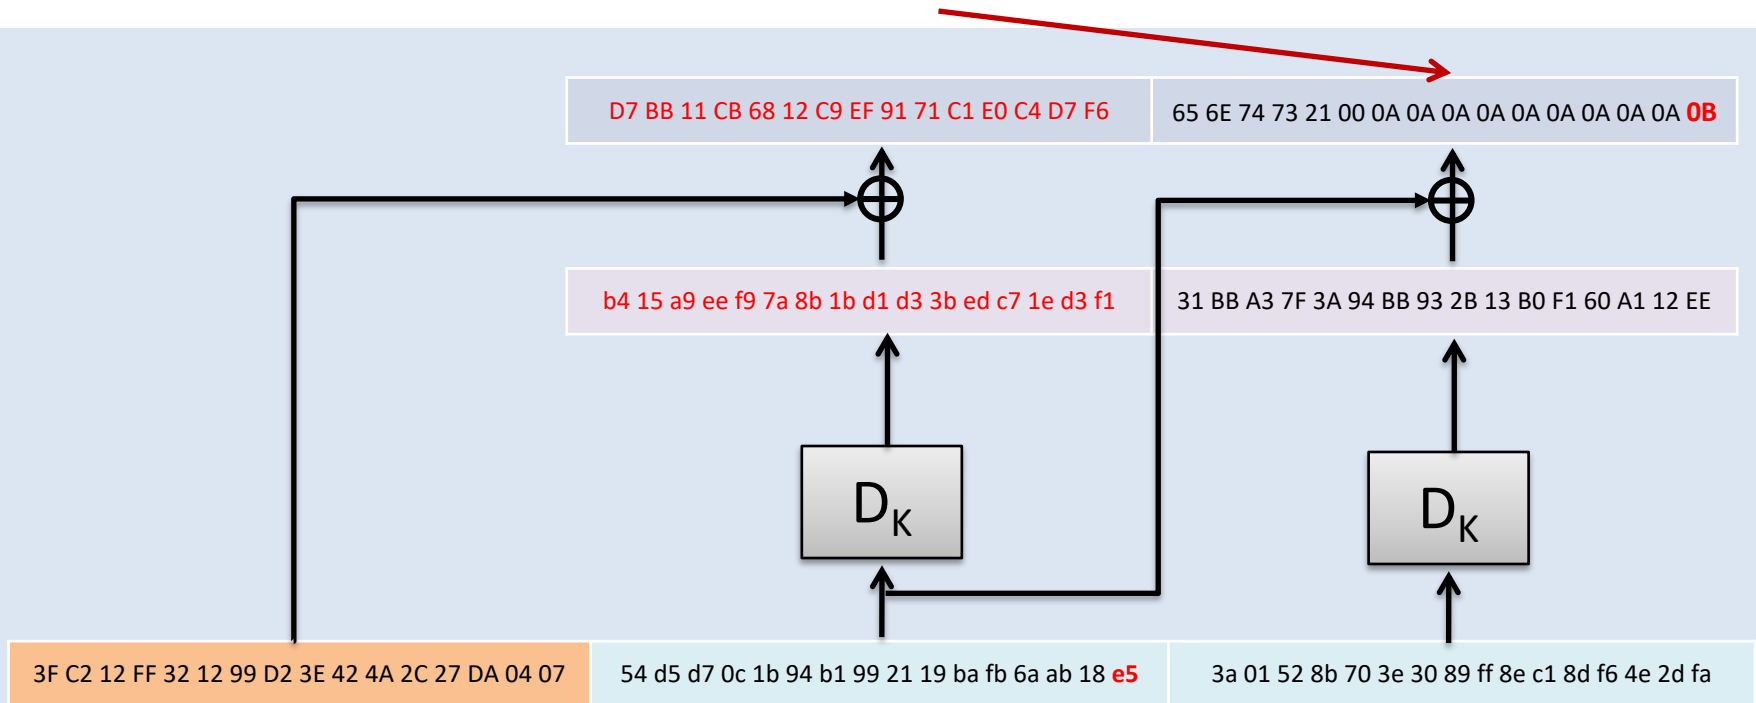 D7 BB 11 CB 68 12 C9 EF 91 71 C1 E0 C4 D7 F6
65 6E 74 73 21 00 0A 0A 0A 0A 0A 0A 0A 0A 0A 0B
b4 15 a9 ee f9 7a 8b 1b d1 d3 3b ed c7 1e d3 f1
31 BB A3 7F 3A 94 BB 93 2B 13 B0 F1 60 A1 12 EE
DK
DK
3F C2 12 FF 32 12 99 D2 3E 42 4A 2C 27 DA 04 07
54 d5 d7 0c 1b 94 b1 99 21 19 ba fb 6a ab 18 e5
3a 01 52 8b 70 3e 30 89 ff 8e c1 8d f6 4e 2d fa